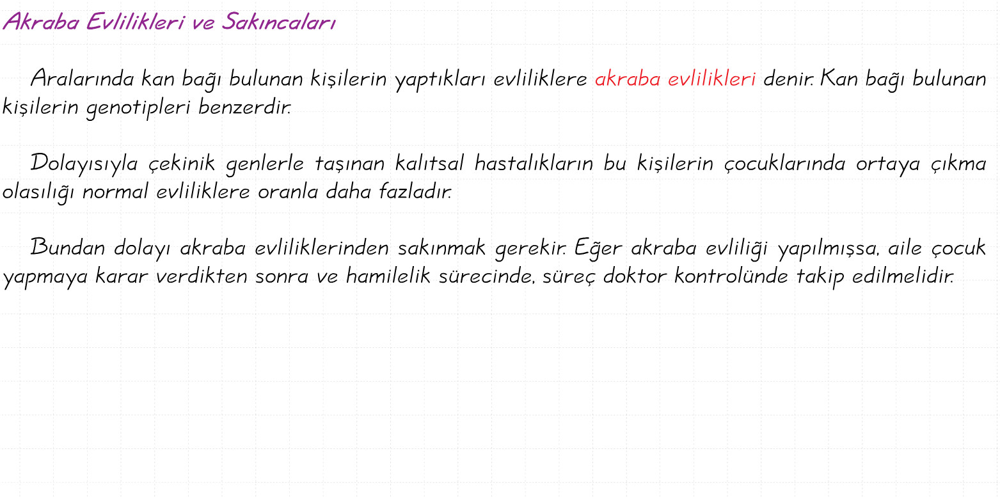 Akraba Evlilikleri ve Sakıncaları
Aralarında kan bağı bulunan kişilerin yaptıkları evliliklere akraba evlilikleri denir. Kan bağı bulunan
kişilerin genotipleri benzerdir.
Dolayısıyla çekinik genlerle taşınan kalıtsal hastalıkların bu kişilerin çocuklarında ortaya çıkma
olasılığı normal evliliklere oranla daha fazladır.
Bundan dolayı akraba evliliklerinden sakınmak gerekir. Eğer akraba evliliği yapılmışsa, aile çocuk
yapmaya karar verdikten sonra ve hamilelik sürecinde, süreç doktor kontrolünde takip edilmelidir.